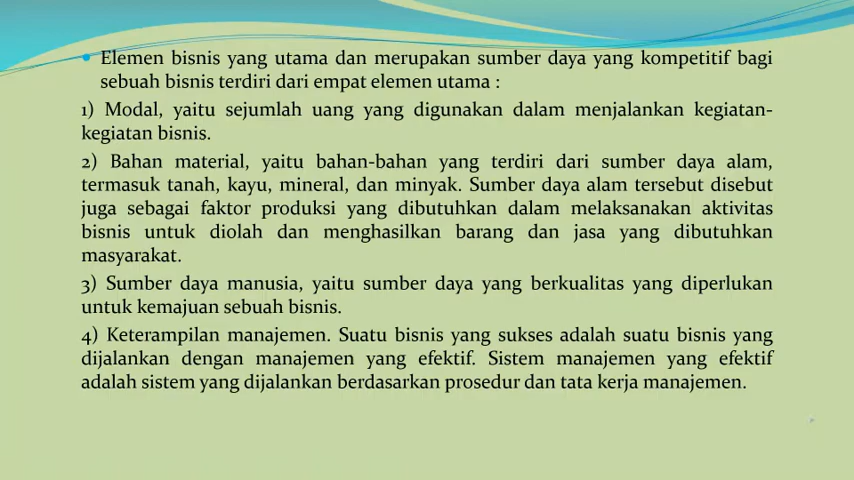 Elemen bisnis yang utama dan merupakan sumber daya yang kompetitif bagi
sebuah bisnis terdiri dari empat elemen utama :
1) Modal, yaitu sejumlah uang yang digunakan dalam menjalankan kegiatan-
kegiatan bisnis.
2) Bahan material, yaitu bahan-bahan yang terdiri dari sumber daya alam,
termasuk tanah, kayu, mineral, dan minyak. Sumber daya alam tersebut disebut
juga sebagai faktor produksi yang dibutuhkan dalam melaksanakan aktivitas
bisnis untuk diolah dan menghasilkan barang dan jasa yang dibutuhkan
masyarakat.
3) Sumber daya manusia, yaitu sumber daya yang berkualitas yang diperlukan
untuk kemajuan sebuah bisnis.
4) Keterampilan manajemen. Suatu bisnis yang sukses adalah suatu bisnis yang
dijalankan dengan manajemen yang efektif. Sistem manajemen yang efektif
adalah sistem yang dijalankan berdasarkan prosedur dan tata kerja manajemen.